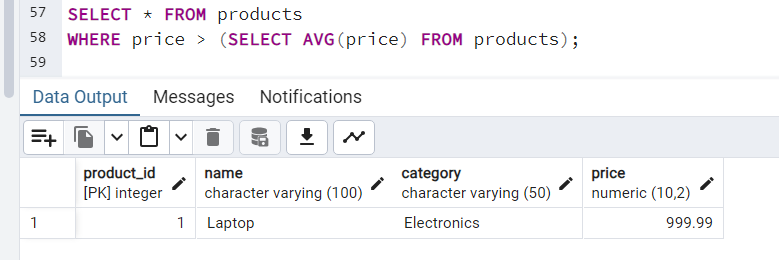 57 SELECT * FROM products
58 WHERE price > (SELECT AVG(price) FROM products);
59
Data Output Messages Notifications
product_id name category price
[PK] integer character varying (100) character varying (50) numeric (10,2)
1 1 Laptop Electronics 999.99